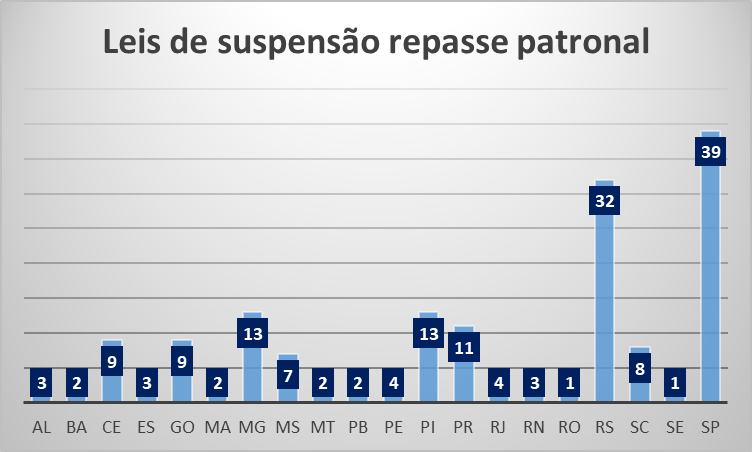 Leis de suspensão repasse patronal
39
32
13 13
11
9 9
8
7
3 2 3 2 2 2 4 4 3 1 1
AL BA CE ES GO MA MG MS MT PB PE PI PR RJ RN RO RS SC SE SP